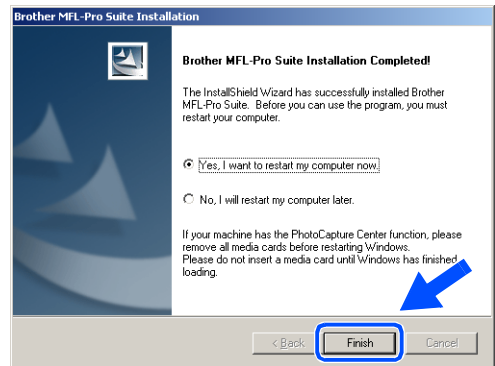 Brother MFL-Pro Suite Installation
Brother MFL-Pro Suite Installation Completed!
The InstallShield Wizard has successfully installed Brother
MFL-Pro Suite. Before you can use the program, you must
restart your computer.
Yes, I want to restart my computer now.
No, I will restart my computer later.
If your machine has the PhotoCapture Center function, please
remove all media cards before restarting Windows.
Please do not insert a media card until Windows has finished
loading.
< Back
Finish
Cancel